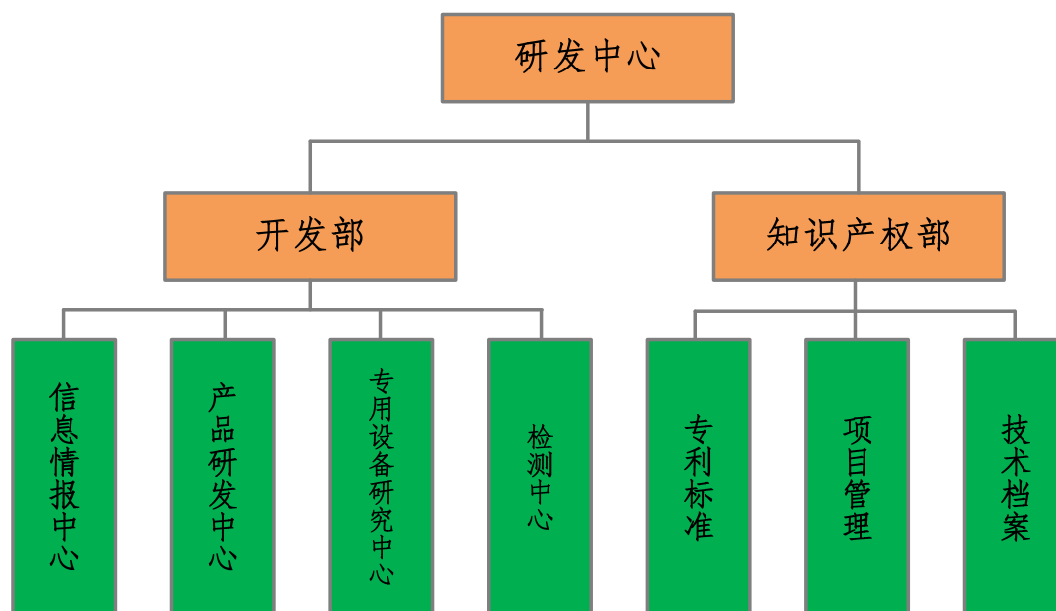 研发中心
开发部
知识产权部
信息情报中心
产品研发中心
专用设备研究中心
检测中心
专利标准
项目管理
技术档案